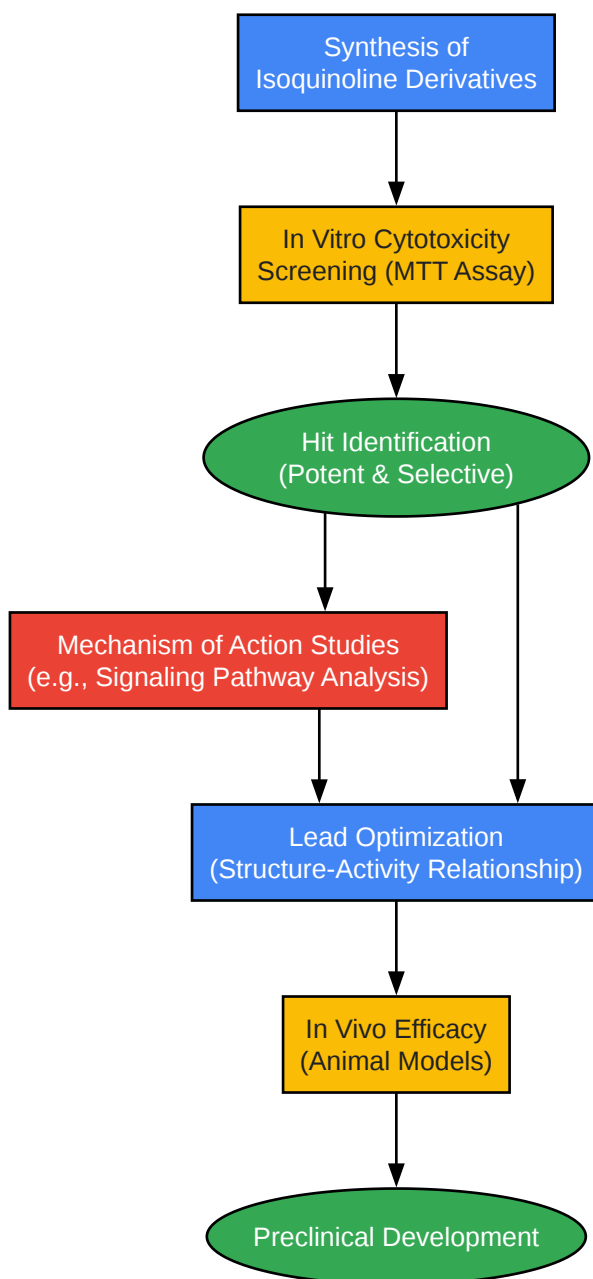 Synthesis of
Isoquinoline Derivatives
In Vitro Cytotoxicity
Screening (MTT Assay)
Hit Identification
(Potent & Selective)
Mechanism of Action Studies
(e.g., Signaling Pathway Analysis)
Lead Optimization
(Structure-Activity Relationship)
In Vivo Efficacy
(Animal Models)
Preclinical Development